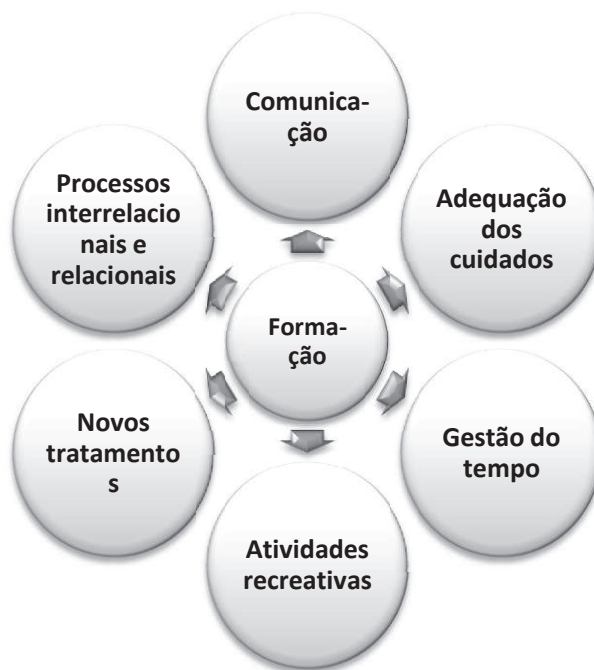 Comunica-
ção
Processos
interrelacio
nais e
relacionais
Adequação
dos
cuidados
Forma-
ção
Novos
tratamento
s
Gestão do
tempo
Atividades
recreativas